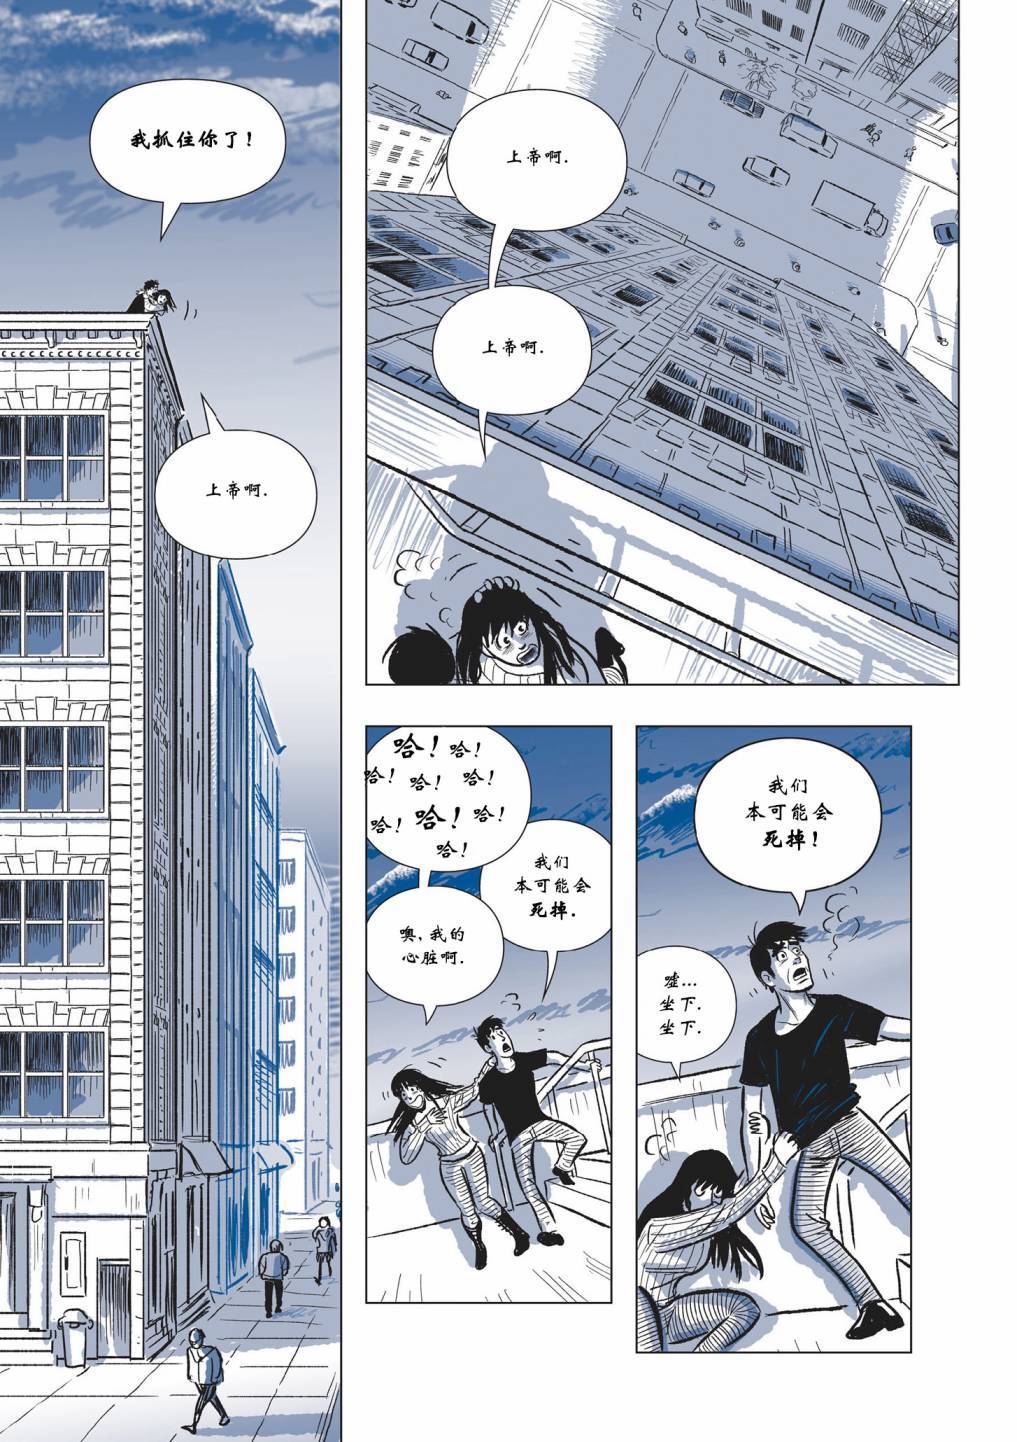 我抓住你了！
上帝啊.
上帝啊.
上帝啊.
哈！哈！
哈！哈！哈！
哈！哈！哈！
哈！
我们
本可能会
死掉.
噢, 我的
心脏啊.
我们
本可能会
死掉！
嘘...
坐下.
坐下.